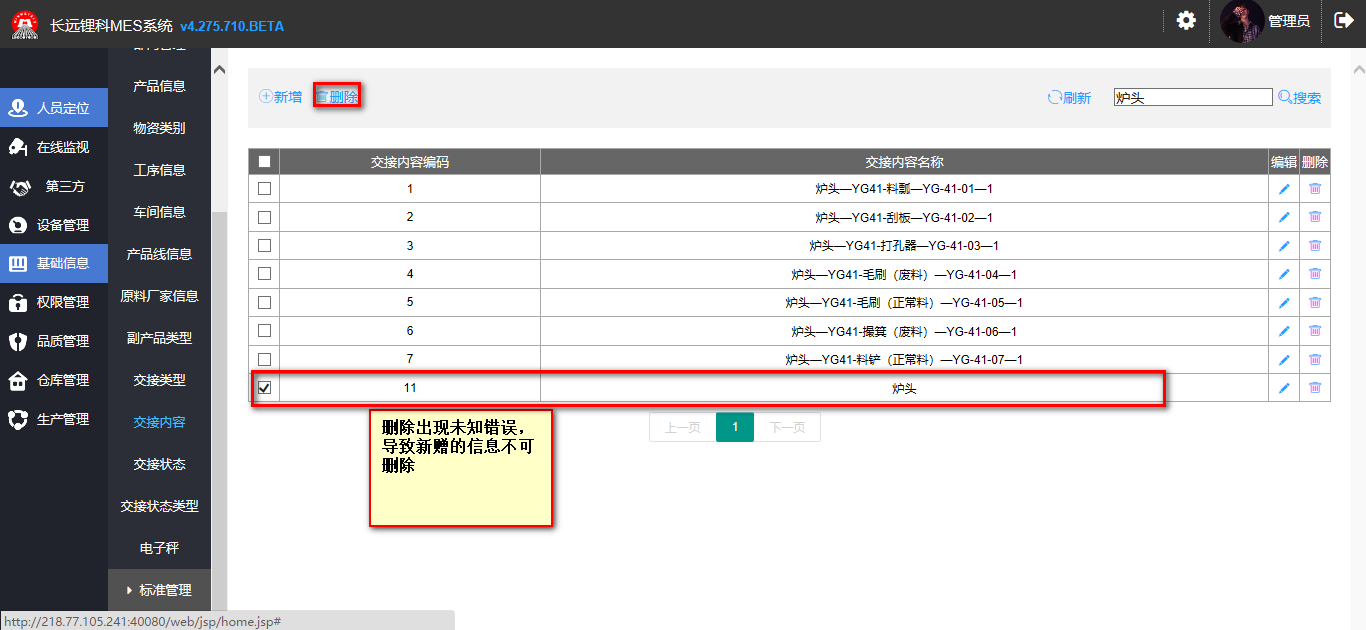 长远锂科MES系统 v4.275.710.BETA
管理员
人员定位
在线监视
第三方
设备管理
基础信息
权限管理
品质管理
仓库管理
生产管理
产品信息
物资类别
工序信息
车间信息
产品线信息
原料厂家信息
副产品类型
交接类型
交接内容
交接状态
交接状态类型
电子秤
标准管理
新增 删除 刷新 炉头 搜索
交接内容编码 交接内容名称 编辑 删除
1 炉头—YG41-料瓢—YG-41-01—1
2 炉头—YG41-刮板—YG-41-02—1
3 炉头—YG41-打孔器—YG-41-03—1
4 炉头—YG41-毛刷（废料）—YG-41-04—1
5 炉头—YG41-毛刷（正常料）—YG-41-05—1
6 炉头—YG41-撮箕（废料）—YG-41-06—1
7 炉头—YG41-料铲（正常料）—YG-41-07—1
11 炉头
上一页 1 下一页
删除出现未知错误，
导致新赠的信息不可
删除
http://218.77.105.241:40080/web/jsp/home.jsp#